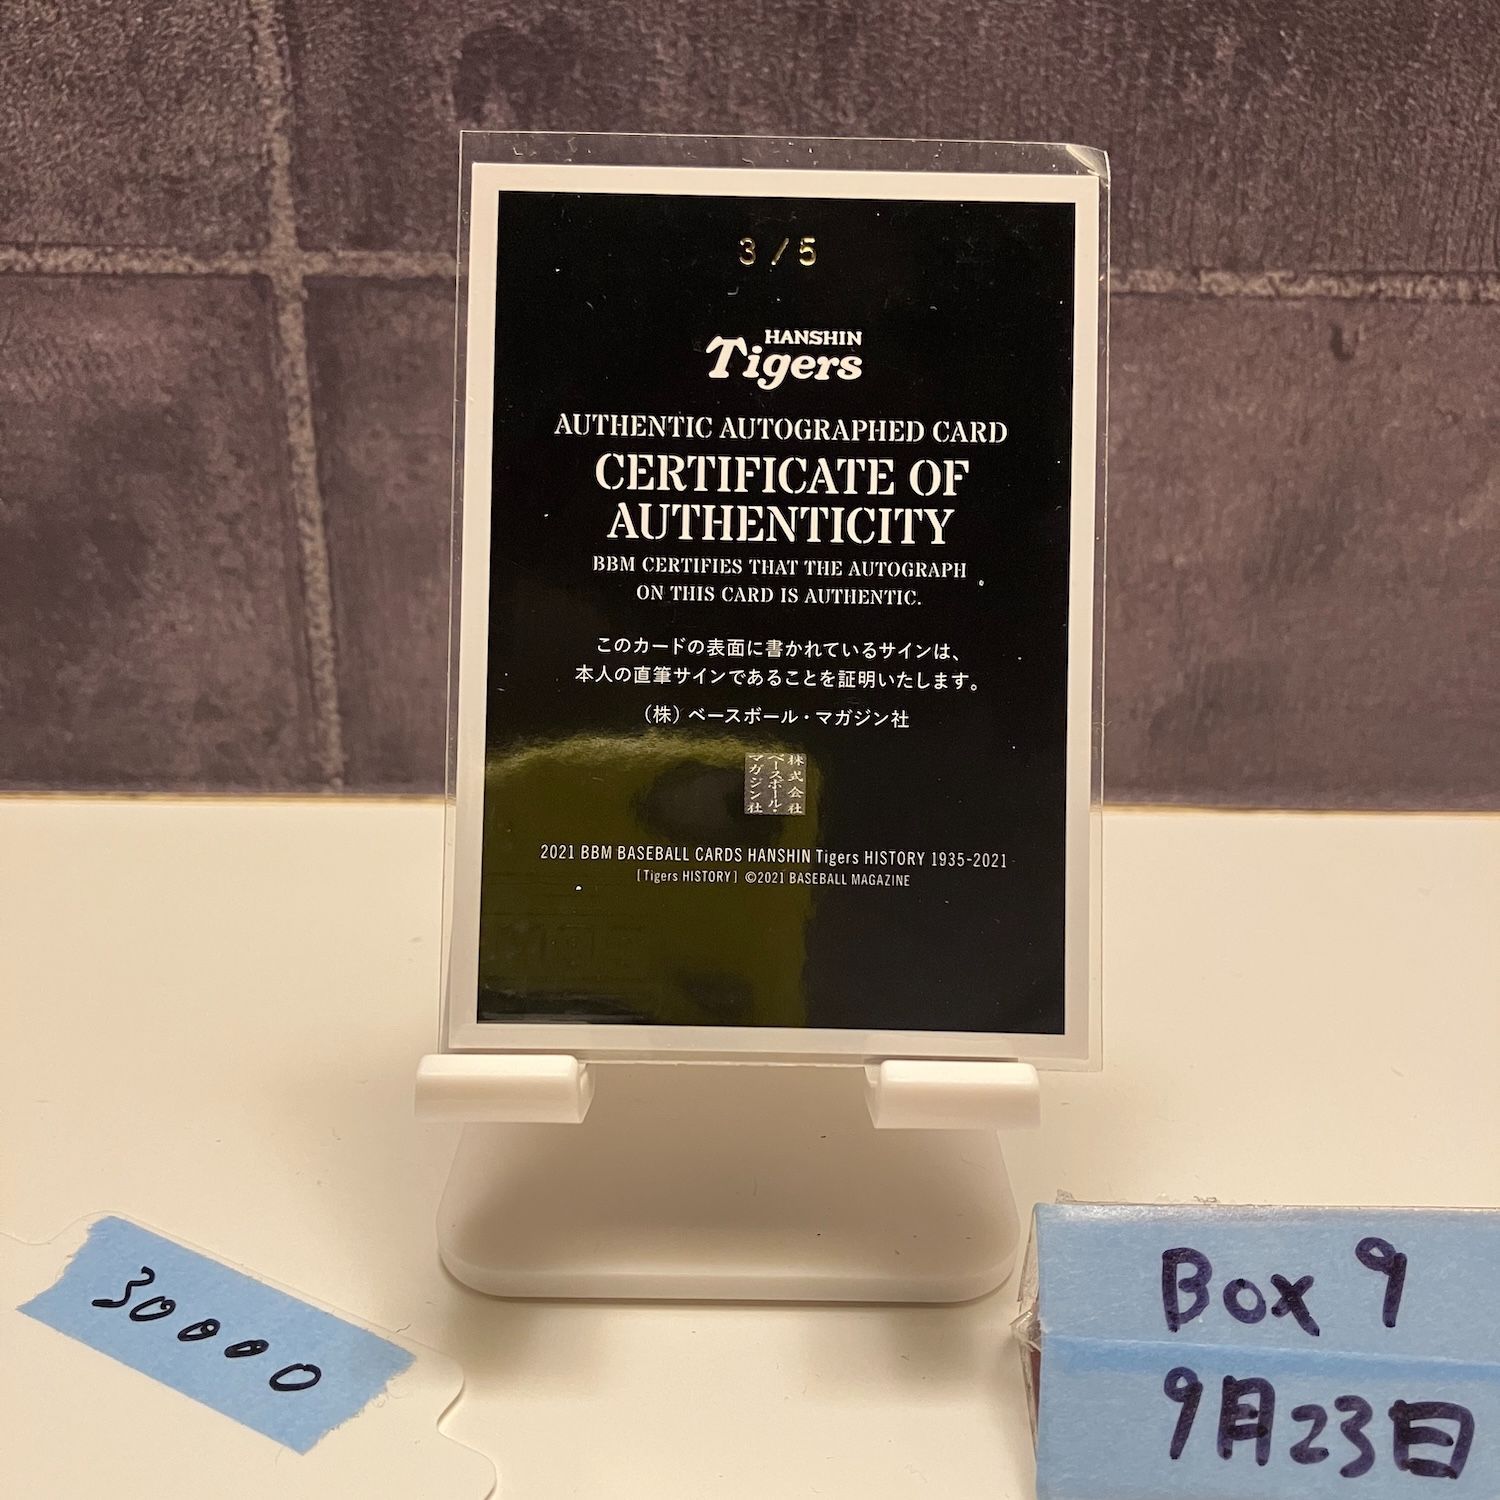 3/5
HANSHIN
Tigers
AUTHENTIC AUTOGRAPHED CARD
CERTIFICATE OF
AUTHENTICITY
BBM CERTIFIES THAT THE AUTOGRAPH
ON THIS CARD IS AUTHENTIC.
このカードの表面に書かれているサインは、
本人の直筆サインであることを証明いたします。
（株）ベースボール・マガジン社
株式会社
ベースボール・
マガジン社
2021 BBM BASEBALL CARDS HANSHIN Tigers HISTORY 1935-2021
[Tigers HISTORY] ©2021 BASEBALL MAGAZINE
30000
Box 9
9月23日